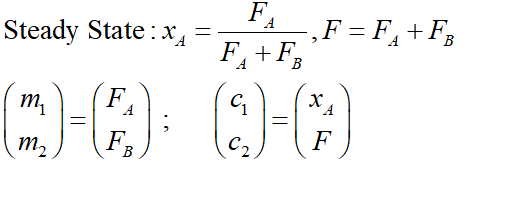 Steady State : x_A = F_A / (F_A + F_B) , F = F_A + F_B
(m_1 m_2) = (F_A F_B) ; (c_1 c_2) = (x_A F)